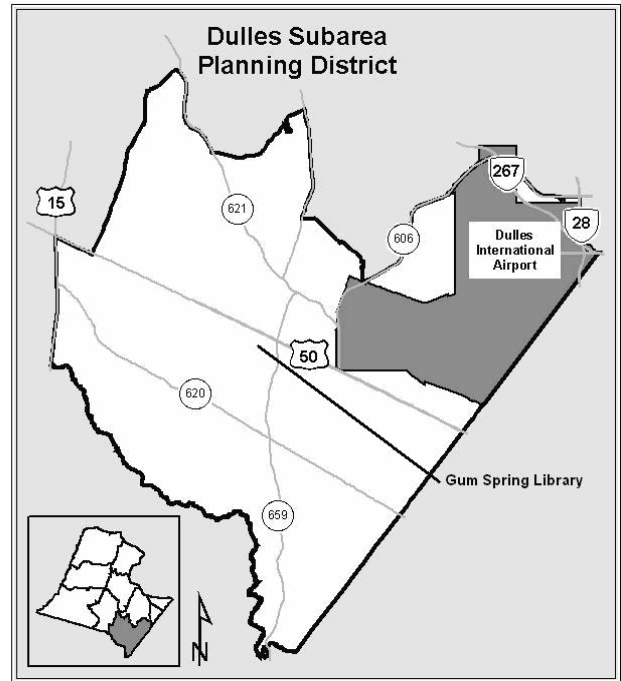 Dulles Subarea
Planning District
267
15
621
28
606
Dulles
International
Airport
50
620
Gum Spring Library
659
N